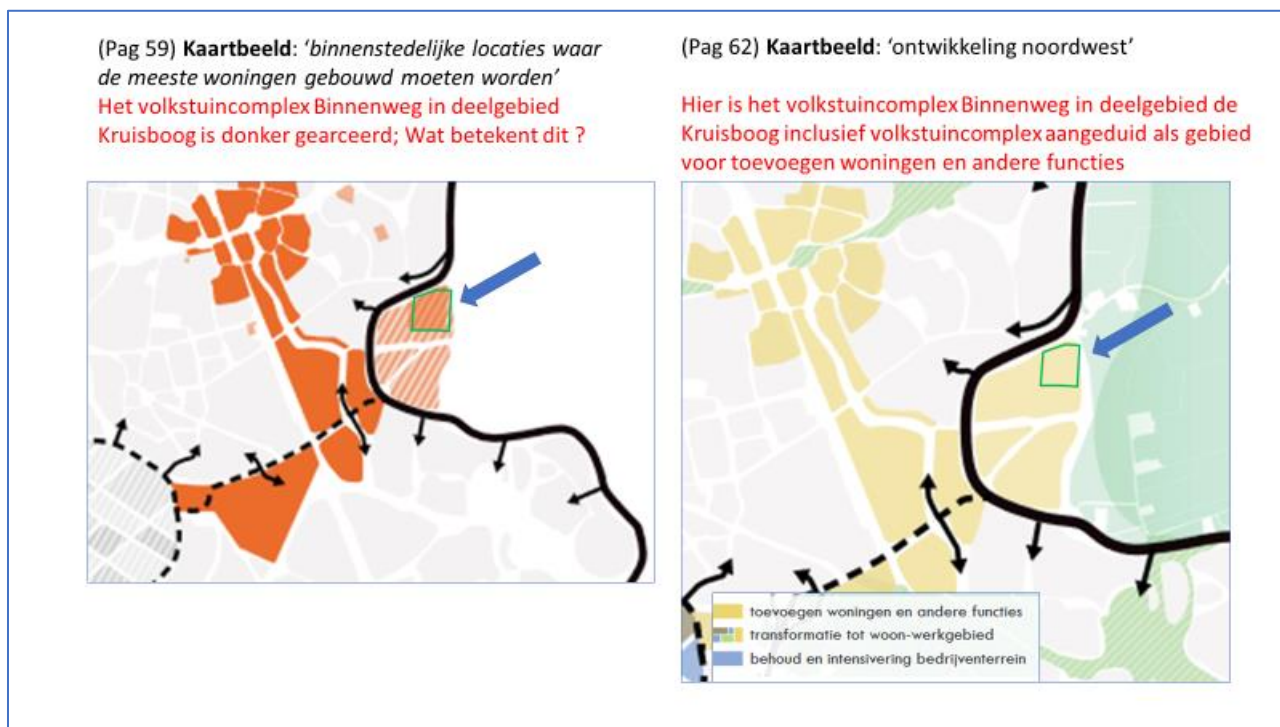 (Pag 59) Kaartbeeld: ‘binnenstedelijke locaties waar
de meeste woningen gebouwd moeten worden’
Het volkstuincomplex Binnenweg in deelgebied
Kruisboog is donker gearceerd; Wat betekent dit ?
(Pag 62) Kaartbeeld: ‘ontwikkeling noordwest’
Hier is het volkstuincomplex Binnenweg in deelgebied de
Kruisboog inclusief volkstuincomplex aangeduid als gebied
voor toevoegen woningen en andere functies
toevoegen woningen en andere functies
transformatie tot woon-werkgebied
behoud en intensivering bedrijventerrein